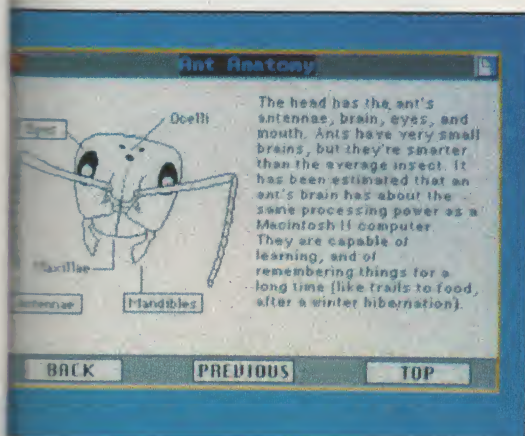 Ant Anatomy
Eyes
Ocelli
Maxillae
Antennae
Mandibles
The head has the ant's
antennae, brain, eyes, and
mouth. Ants have very small
brains, but they're smarter
than the average insect. It
has been estimated that an
ant's brain has about the
same processing power as a
Macintosh II computer
They are capable of
learning, and of
remembering things for a
long time (like trails to food,
after a winter hibernation).
BACK
PREVIOUS
TOP